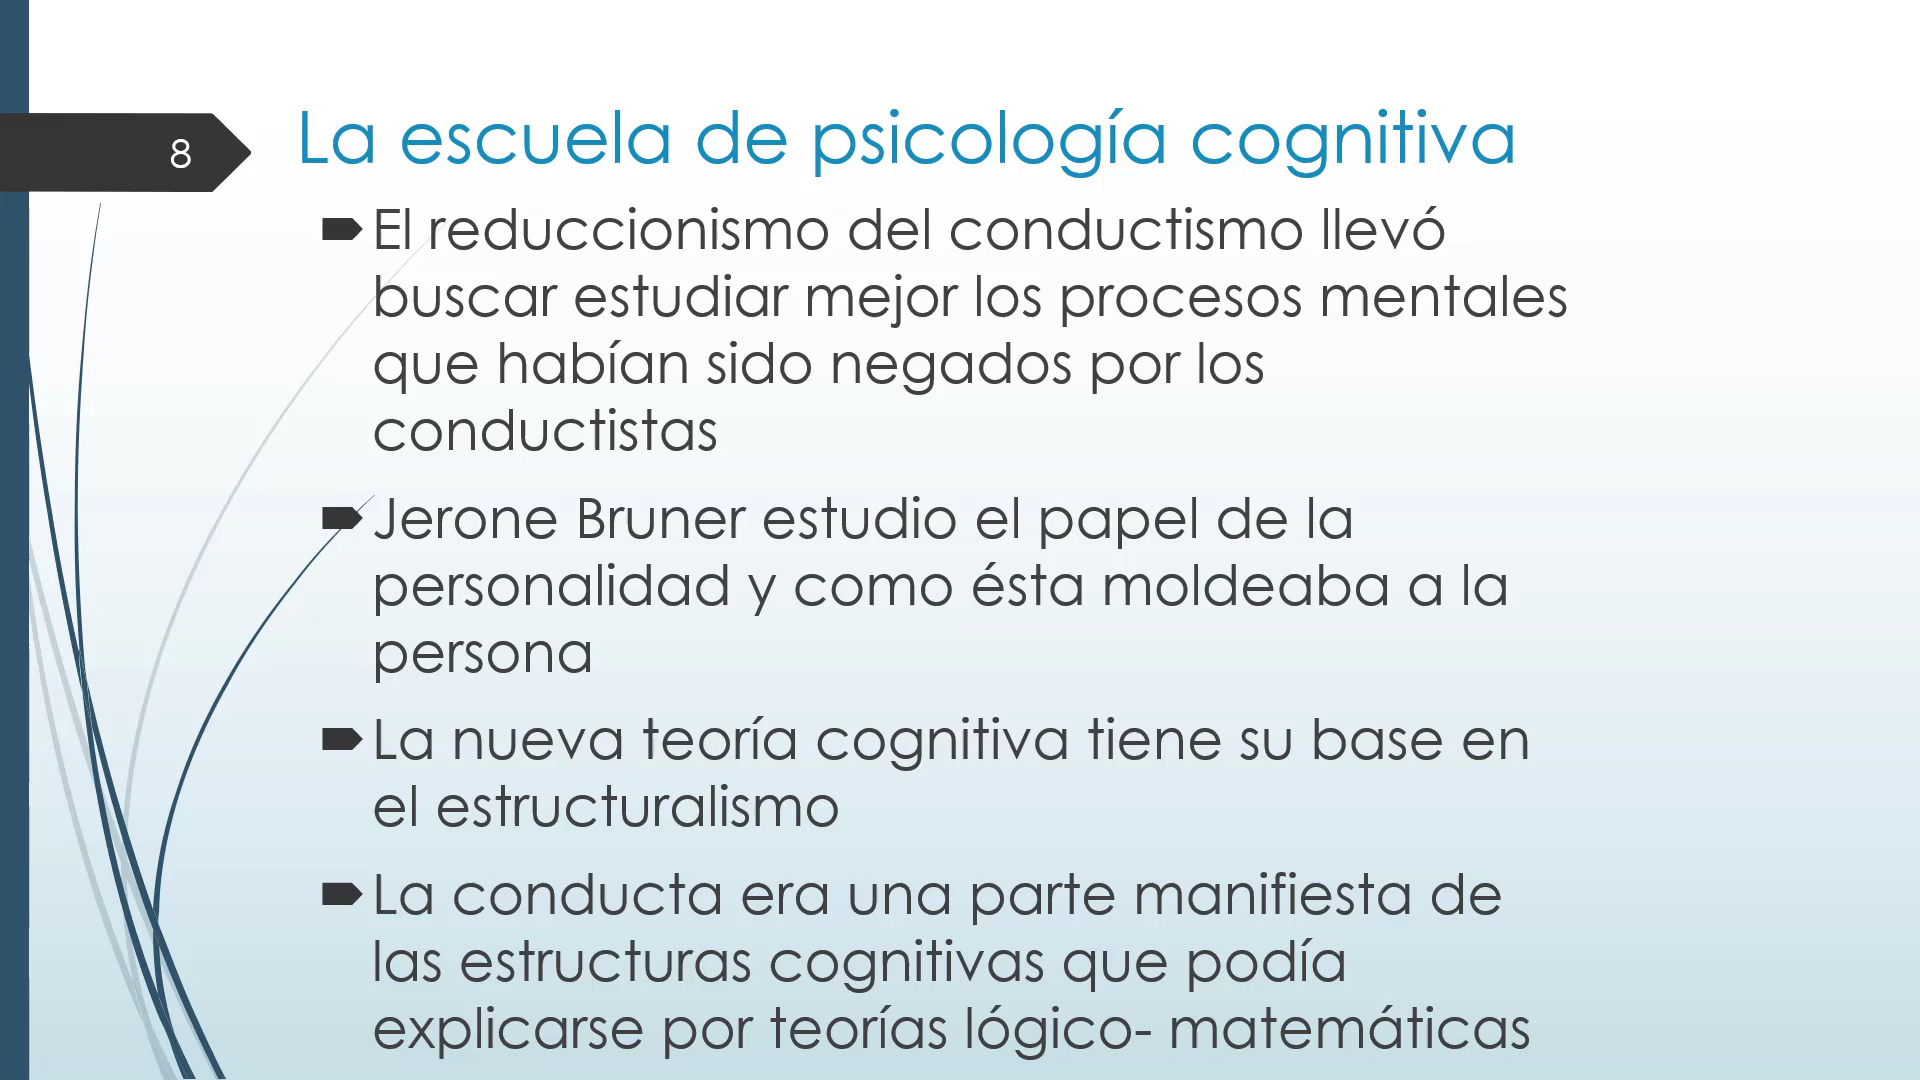 8
La escuela de psicología cognitiva
El reduccionismo del conductismo llevó
buscar estudiar mejor los procesos mentales
que habían sido negados por los
conductistas
Jerone Bruner estudio el papel de la
personalidad y como ésta moldeaba a la
persona
La nueva teoría cognitiva tiene su base en
el estructuralismo
La conducta era una parte manifiesta de
las estructuras cognitivas que podía
explicarse por teorías lógico- matemáticas